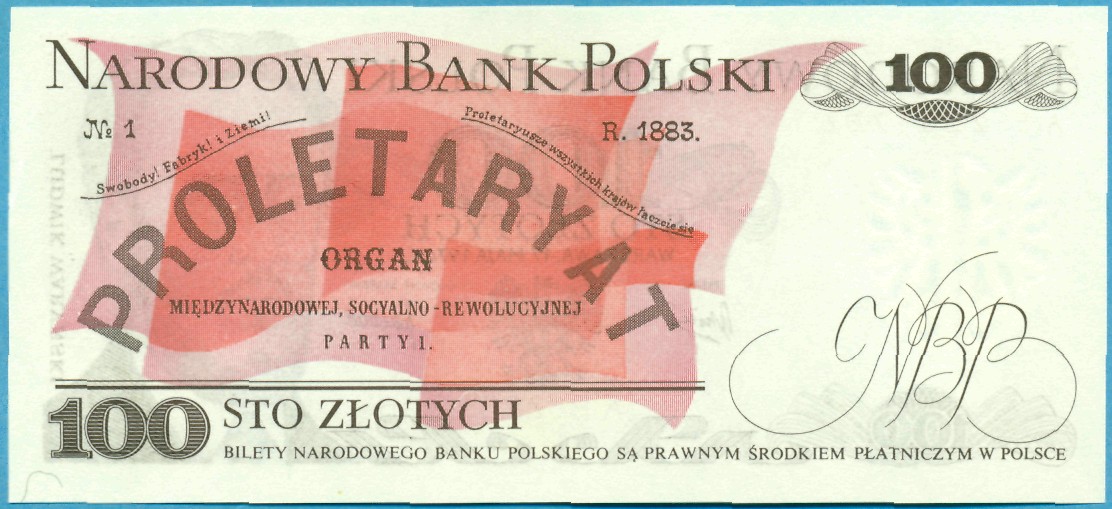 NARODOWY BANK POLSKI
100
№ 1
R. 1883.
Swobody! Fabryk! i Ziemi!
Proletaryusze wszystkich krajów łączcie się
PROLETARYAT
ORGAN
MIĘDZYNARODOWEJ, SOCYALNO-REWOLUCYJNEJ
PARTYI.
NBP
100
STO ZŁOTYCH
BILETY NARODOWEGO BANKU POLSKIEGO SĄ PRAWNYM ŚRODKIEM PŁATNICZYM W POLSCE